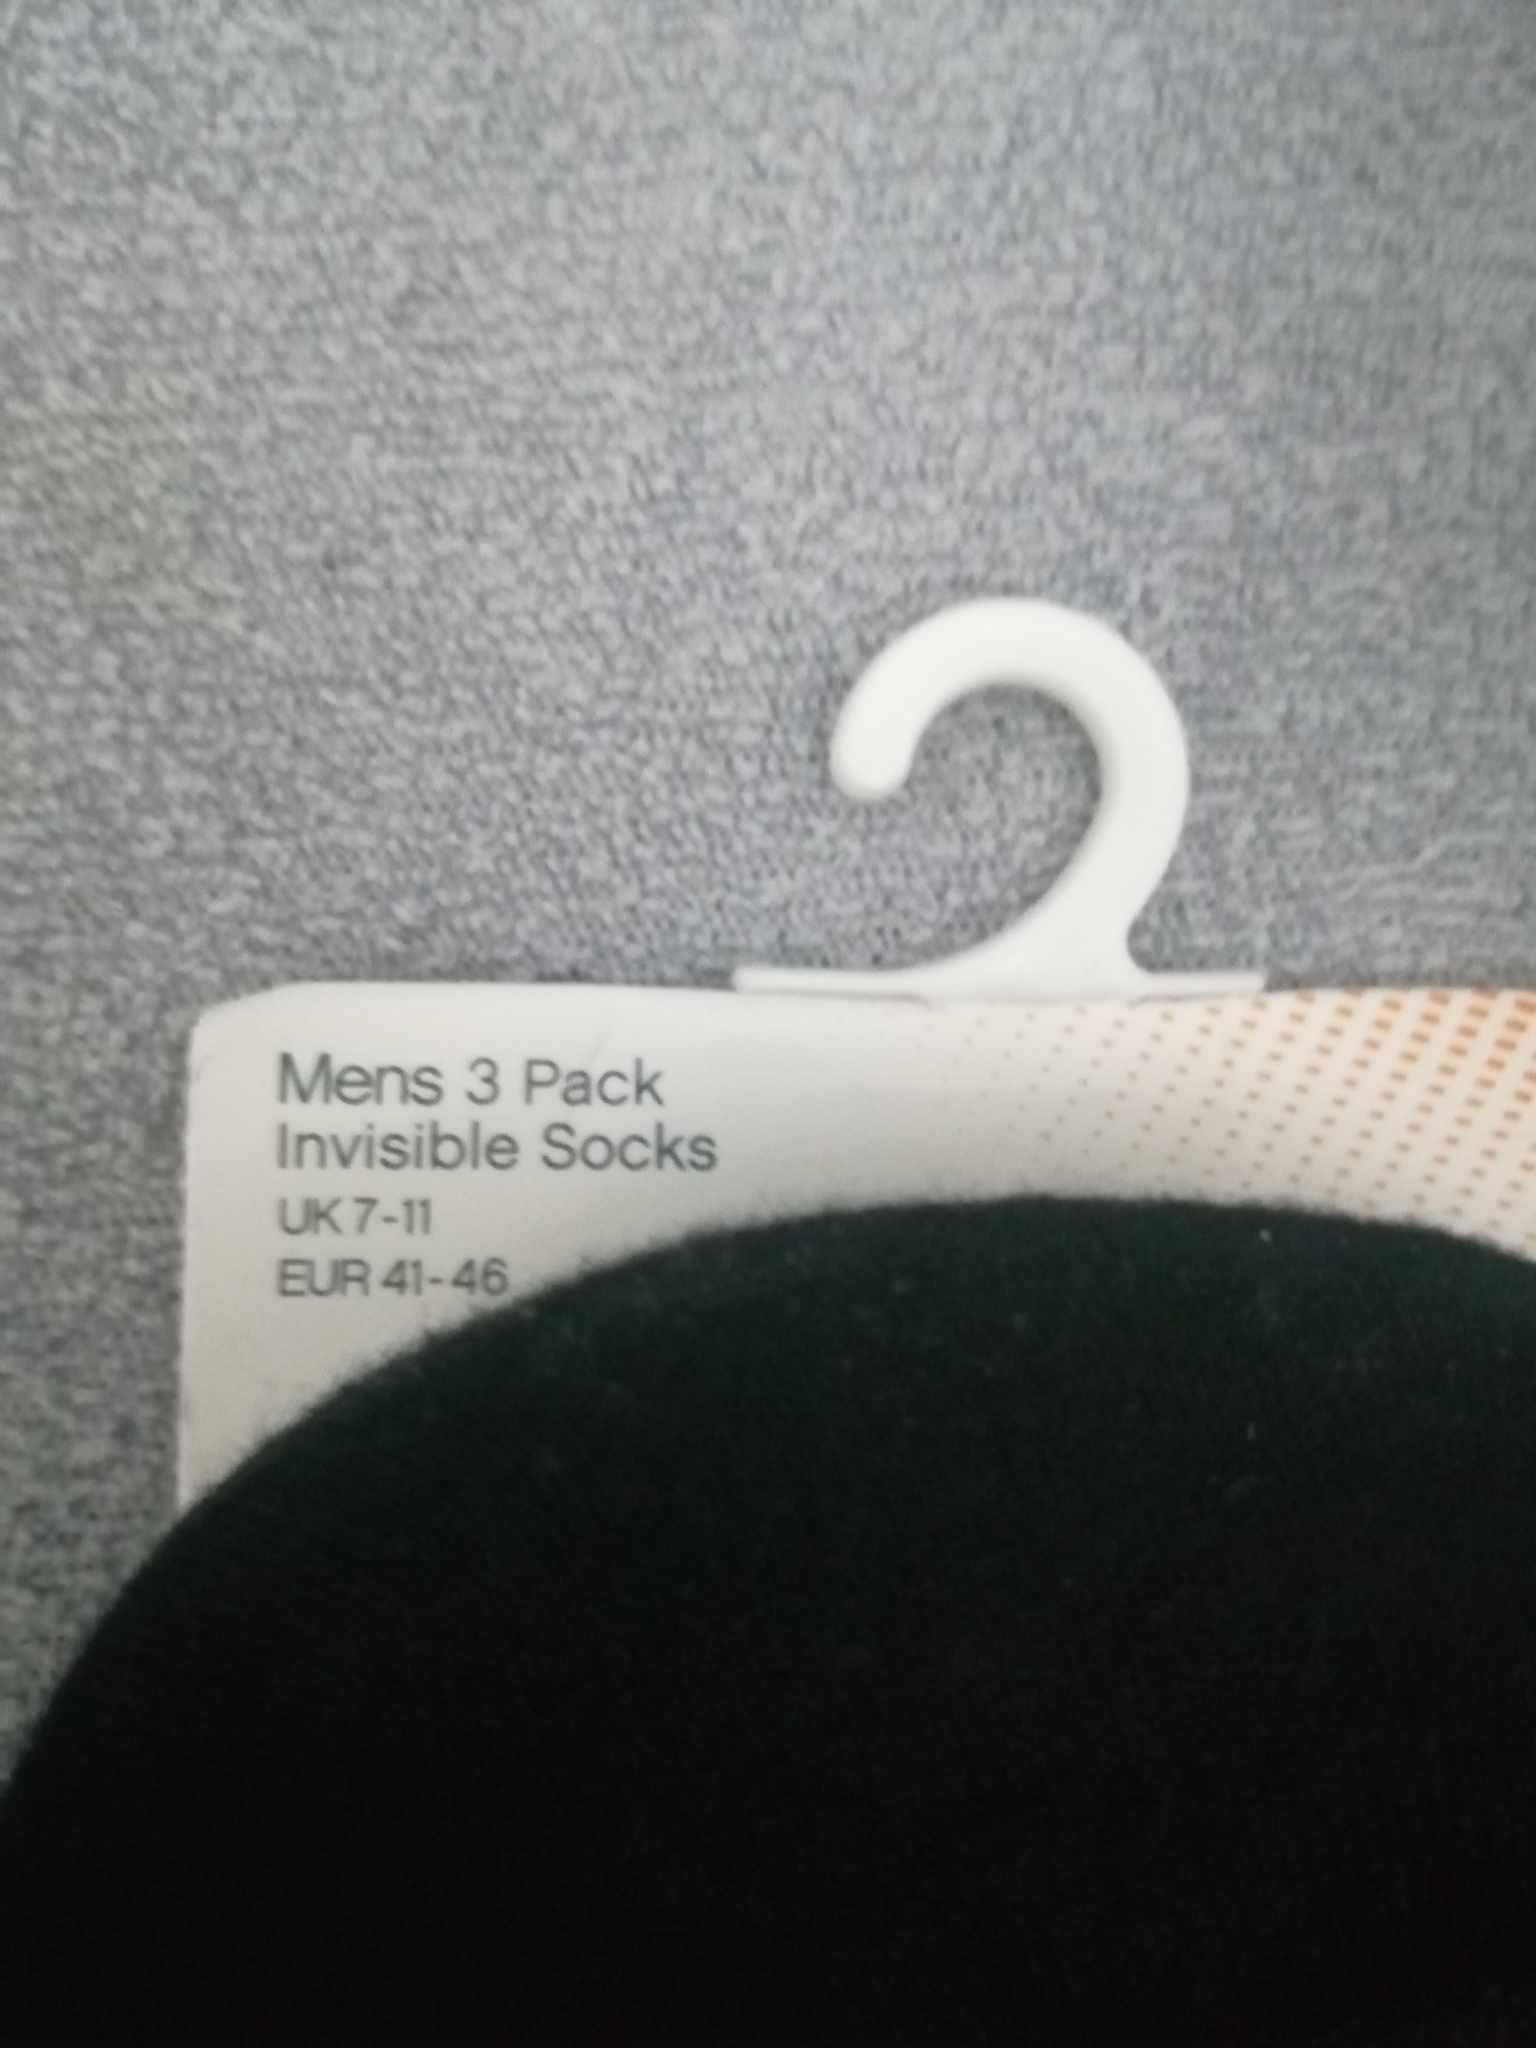 Mens 3 Pack
Invisible Socks
UK 7-11
EUR 41-46